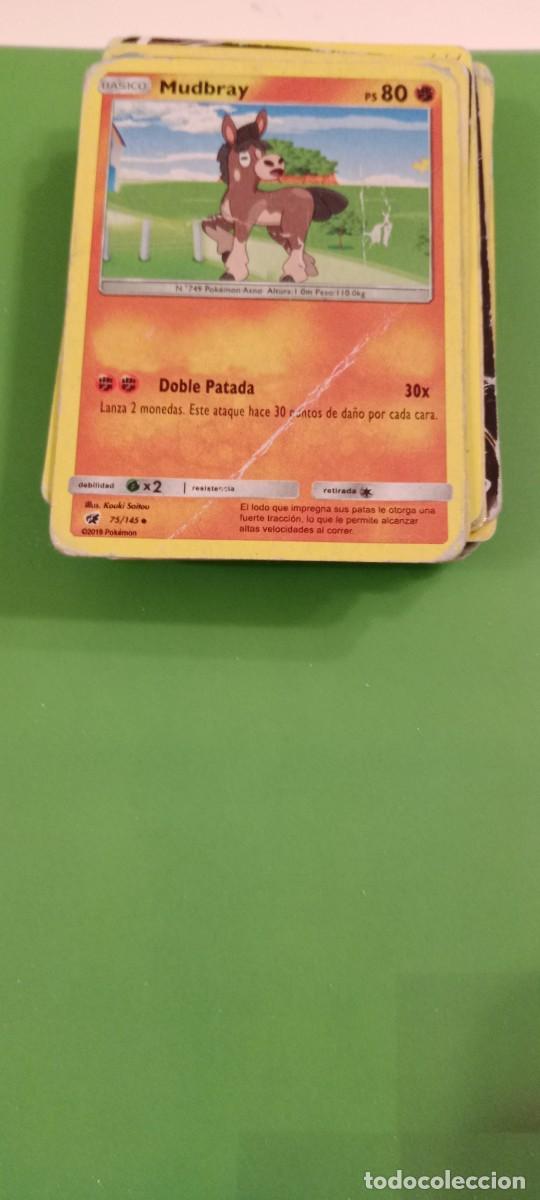 BÁSICO Mudbray PS 80
N.º749 Pokémon Asno Altura: 1.0m Peso: 110.0kg
Doble Patada 30x
Lanza 2 monedas. Este ataque hace 30 puntos de daño por cada cara.
debilidad x2 resistencia retirada
illus. Kouki Saitou
75/145
©2019 Pokémon
El lodo que impregna sus patas le otorga una
fuerte tracción, lo que le permite alcanzar
altas velocidades al correr.
todocoleccion